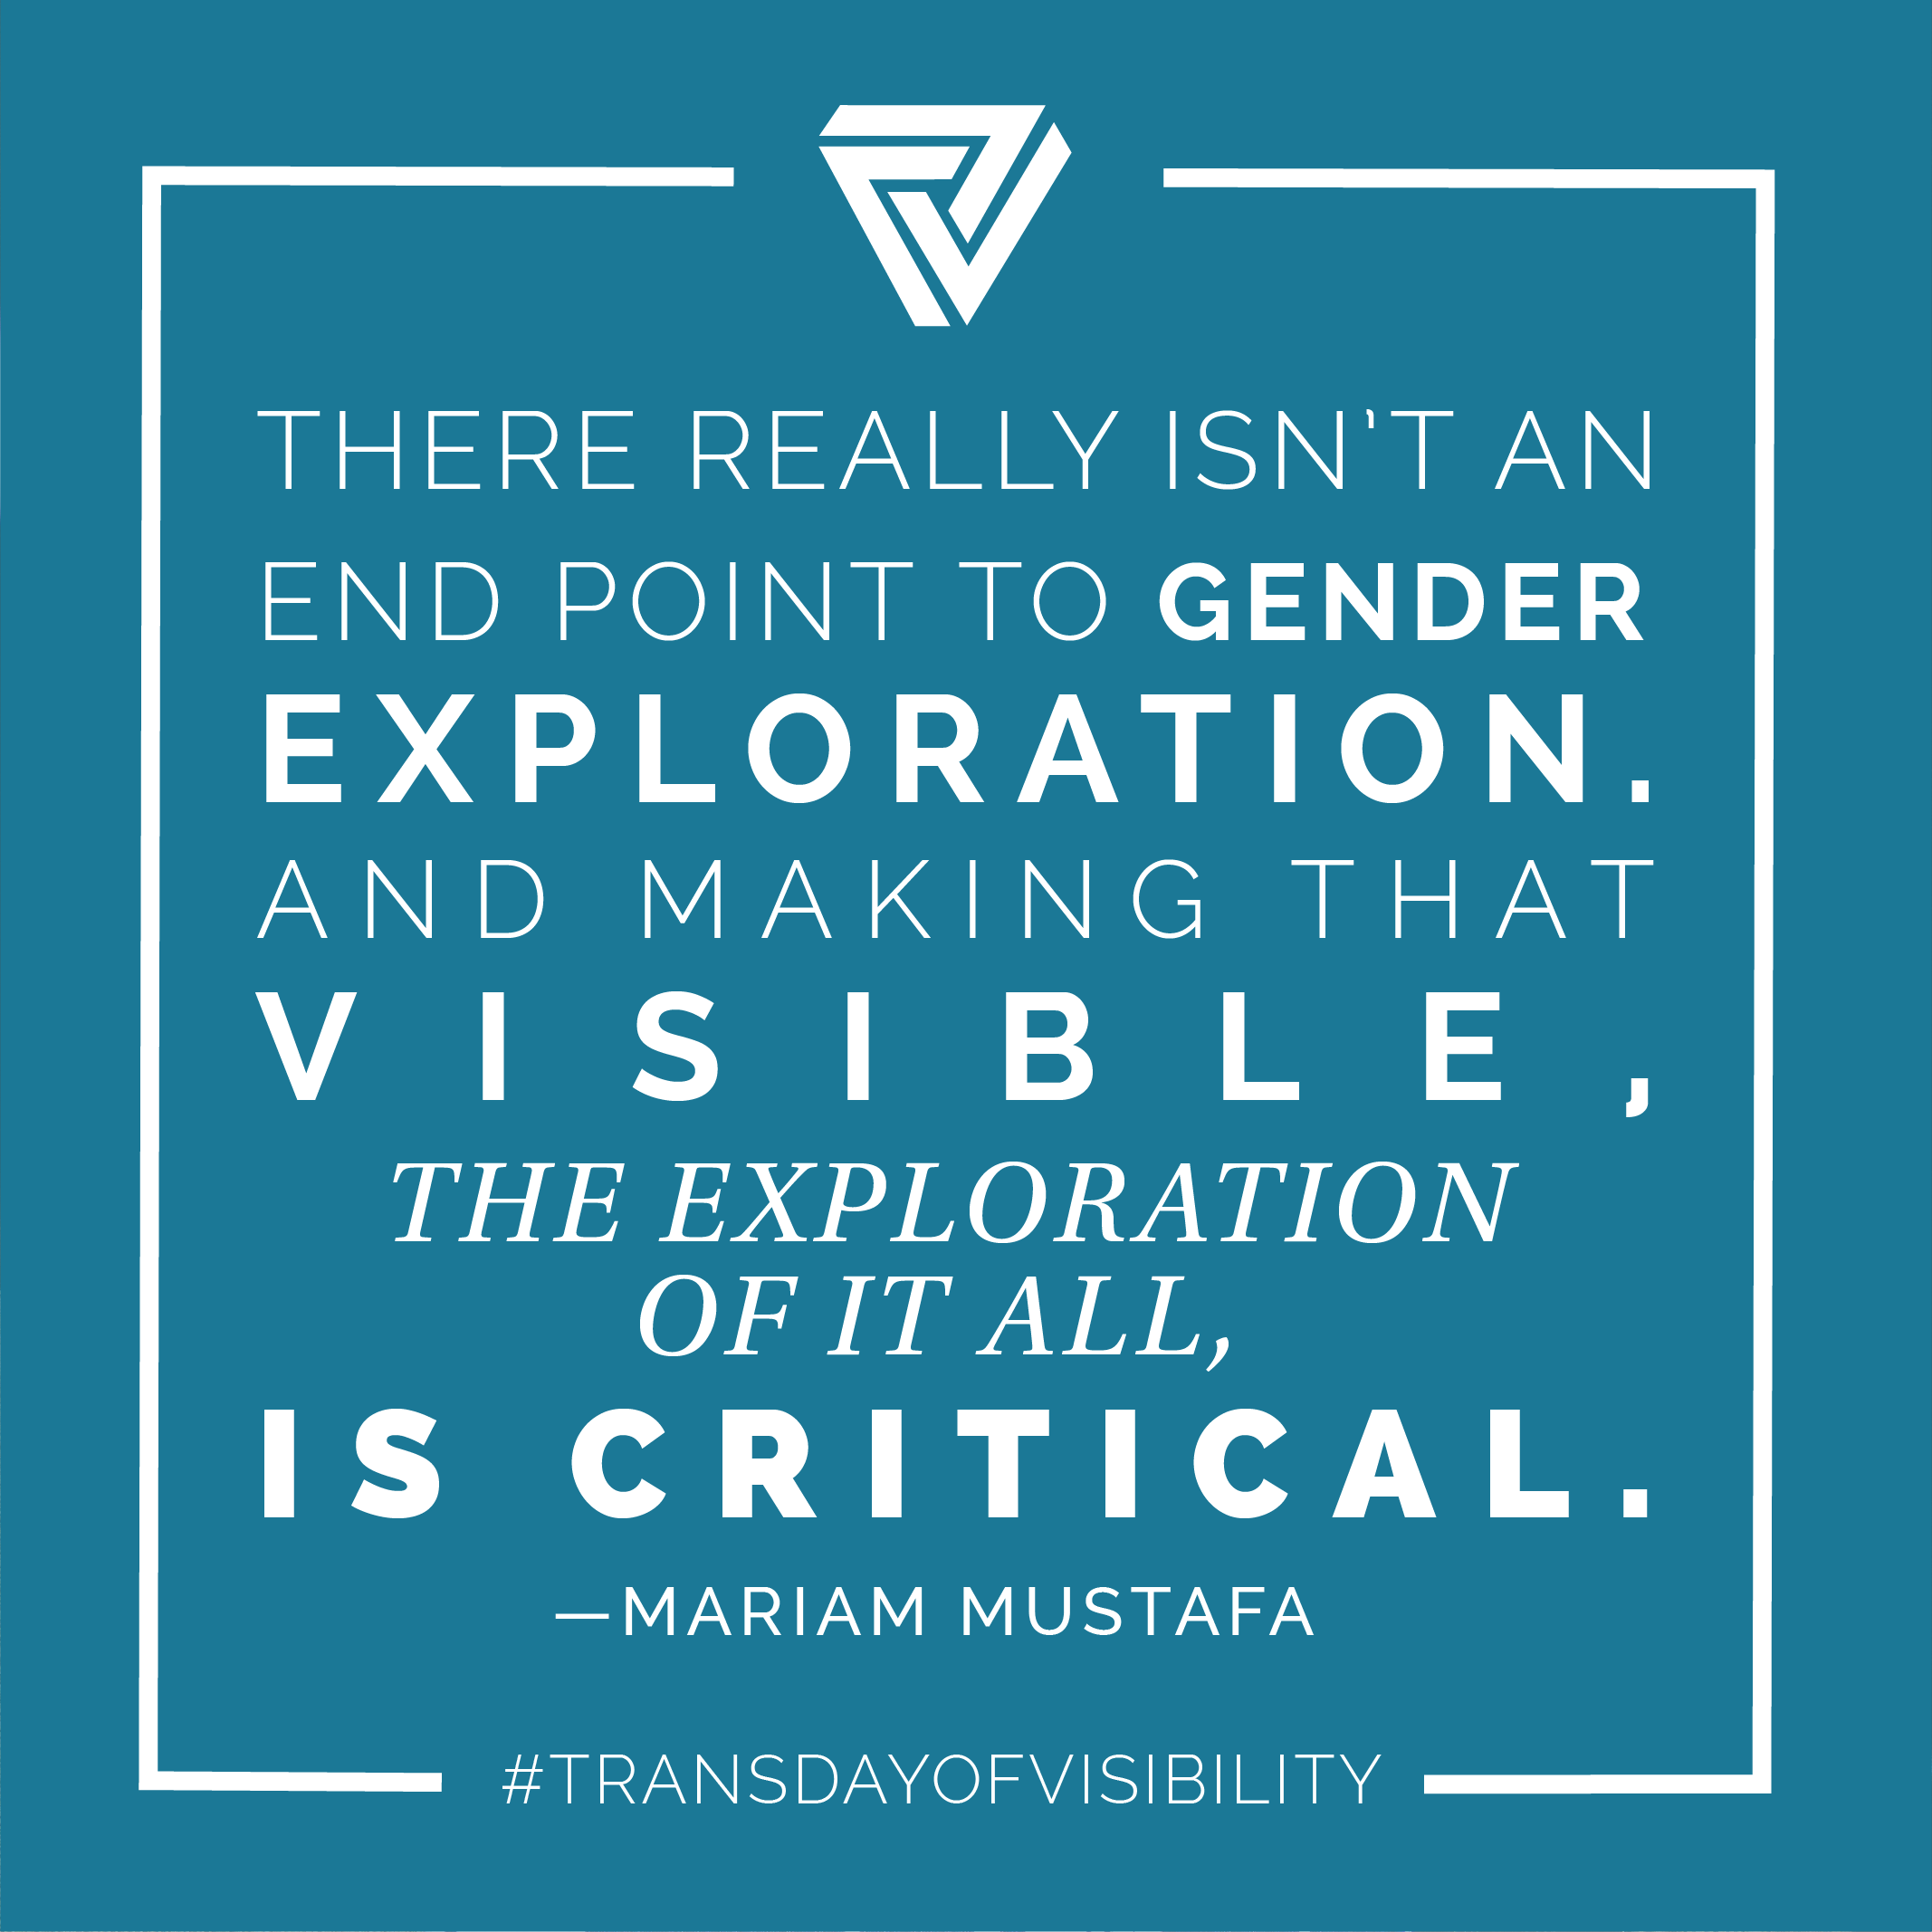 THERE REALLY ISN'T AN
END POINT TO GENDER
EXPLORATION.
AND MAKING THAT
VISIBLE,
THE EXPLORATION
OF IT ALL,
IS CRITICAL.
—MARIAM MUSTAFA
#TRANSDAYOFVISIBILITY